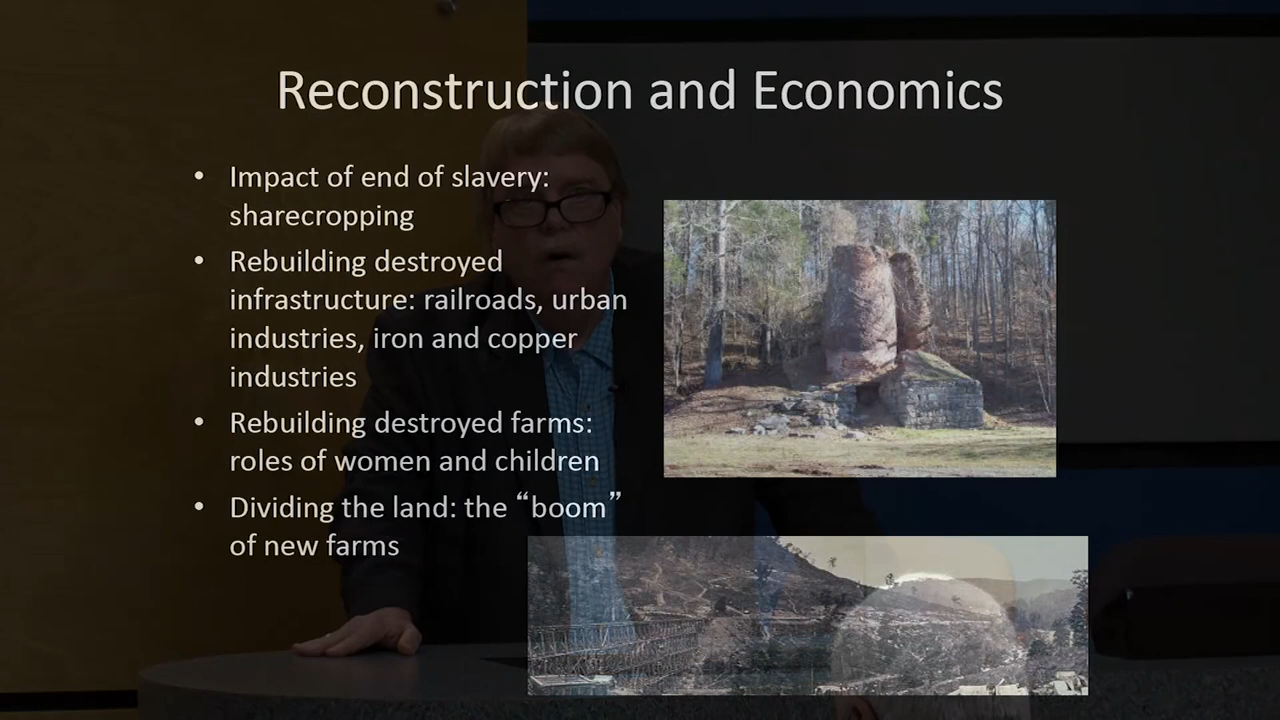 Reconstruction and Economics
• Impact of end of slavery:
sharecropping
• Rebuilding destroyed
infrastructure: railroads, urban
industries, iron and copper
industries
• Rebuilding destroyed farms:
roles of women and children
• Dividing the land: the “boom”
of new farms